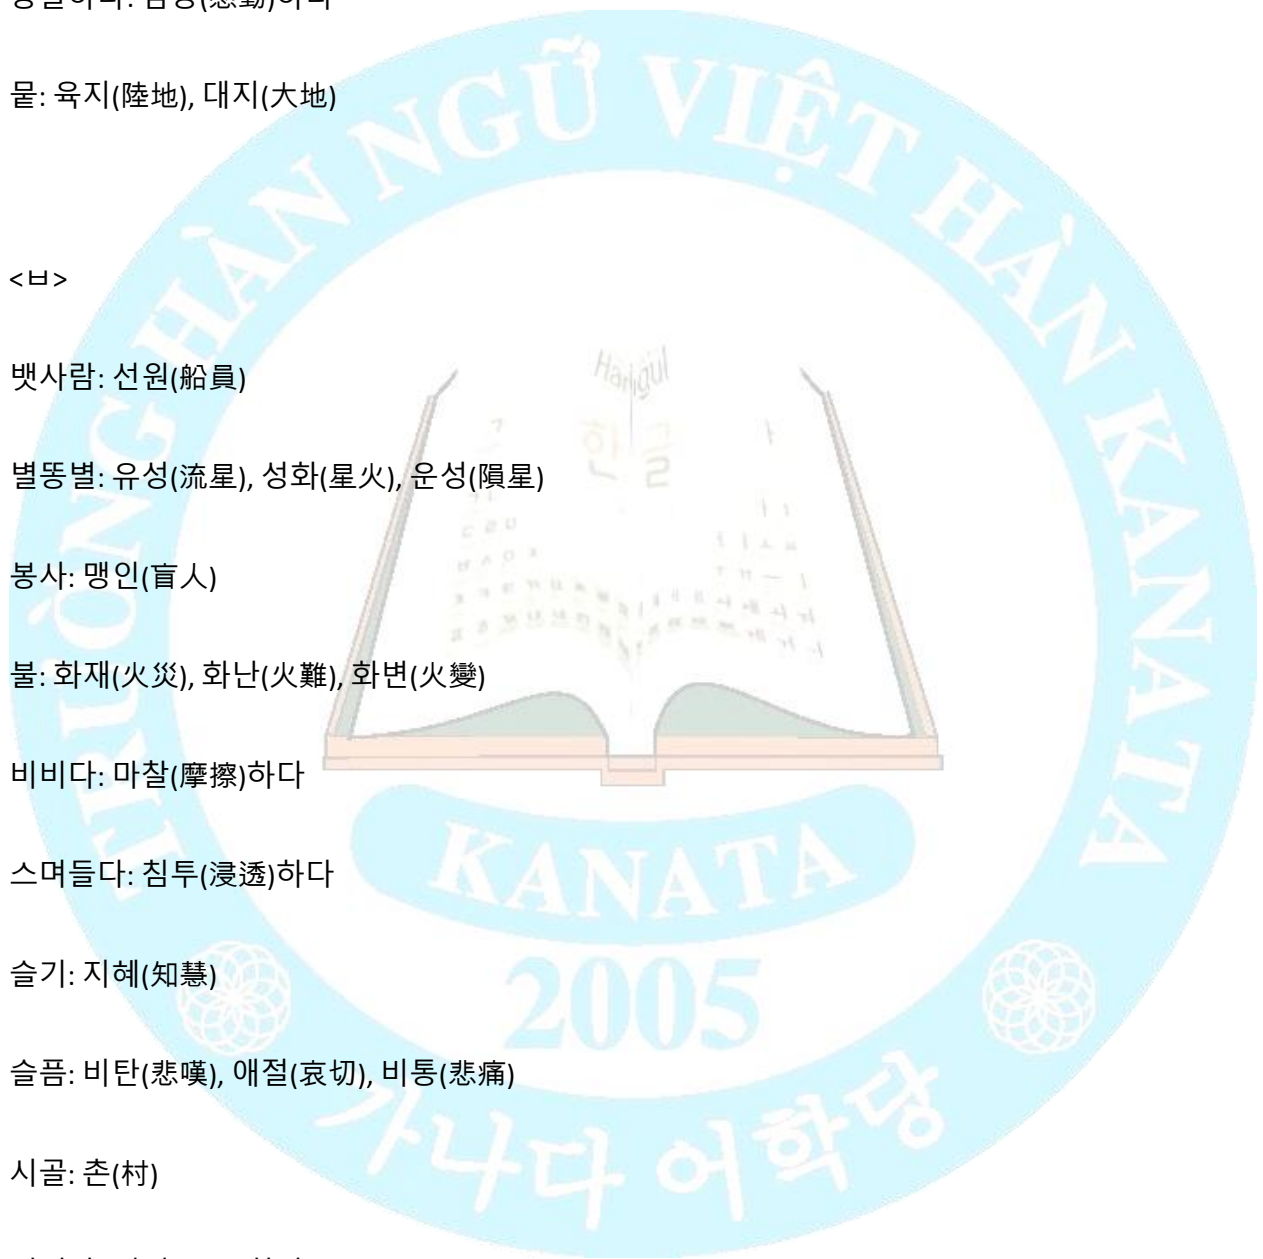 뭍: 육지(陸地), 대지(大地)
<ㅂ>
뱃사람: 선원(船員)
별똥별: 유성(流星), 성화(星火), 운성(隕星)
봉사: 맹인(盲人)
불: 화재(火災), 화난(火難), 화변(火變)
비비다: 마찰(摩擦)하다
스며들다: 침투(浸透)하다
슬기: 지혜(知慧)
슬픔: 비탄(悲嘆), 애절(哀切), 비통(悲痛)
시골: 촌(村)
TRƯỜNG HÀN NGỮ VIỆT HÀN KANATA
Hangul
한글
KANATA
2005
가나다 어학당